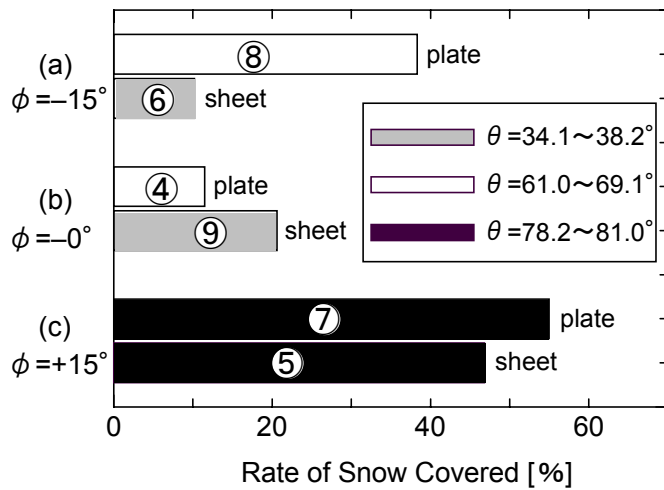 (a)
ϕ=–15°
⑧ plate
⑥ sheet
(b)
ϕ=–0°
④ plate
⑨ sheet
(c)
ϕ=+15°
⑦ plate
⑤ sheet
θ=34.1～38.2°
θ=61.0～69.1°
θ=78.2～81.0°
0 20 40 60
Rate of Snow Covered [%]